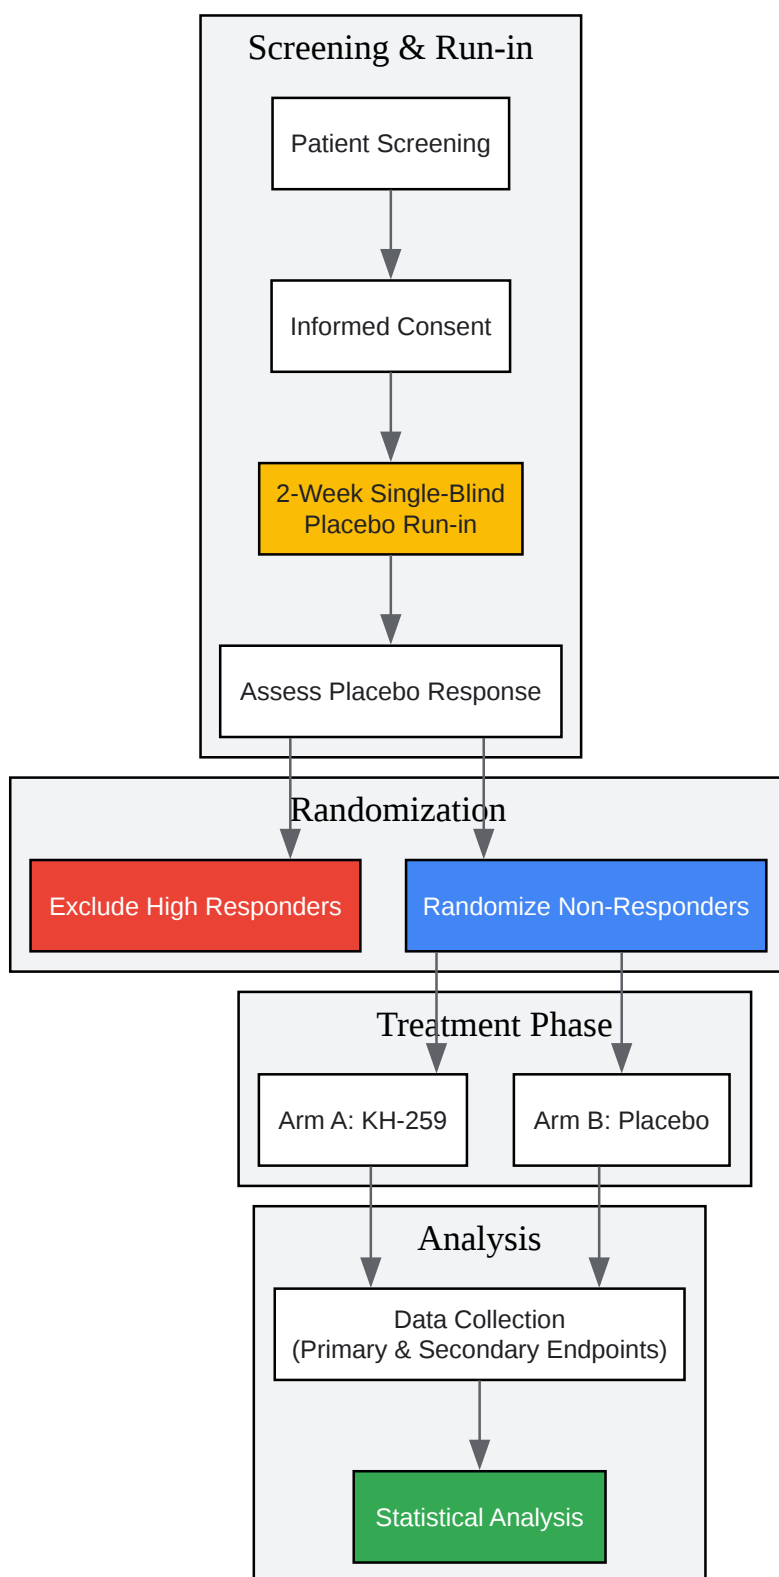 Screening & Run-in
Patient Screening
Informed Consent
2-Week Single-Blind
Placebo Run-in
Assess Placebo Response
Randomization
Exclude High Responders
Randomize Non-Responders
Treatment Phase
Arm A: KH-259
Arm B: Placebo
Analysis
Data Collection
(Primary & Secondary Endpoints)
Statistical Analysis